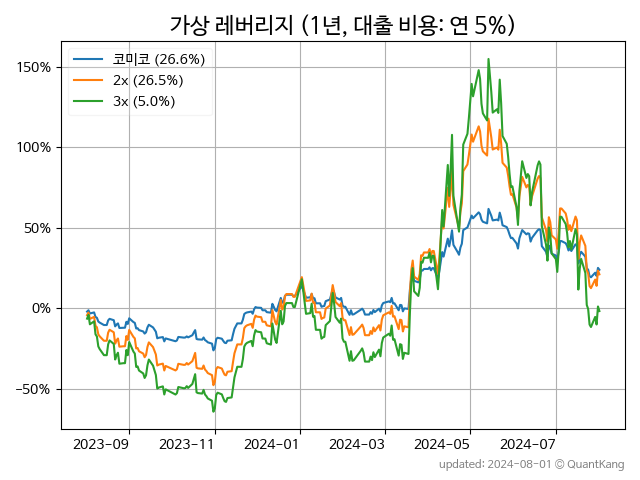 가상 레버리지 (1년, 대출 비용: 연 5%)
코미코 (26.6%)
2x (26.5%)
3x (5.0%)
150%
100%
50%
0%
−50%
2023-09 2023-11 2024-01 2024-03 2024-05 2024-07
updated: 2024-08-01 © QuantKang